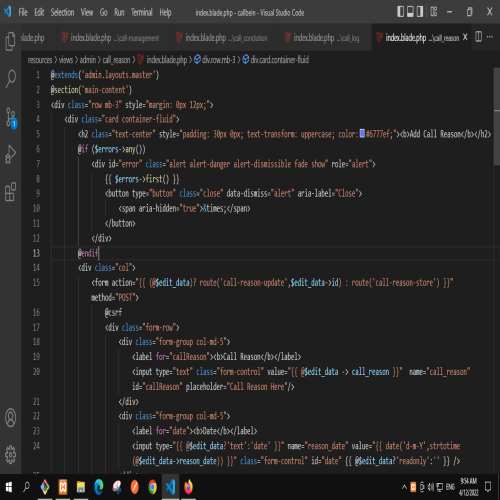 File Edit Selection View Go Run Terminal Help index.blade.php - callbein - Visual Studio Code
.blade.php index.blade.php ...\call-management index.blade.php ...\call_conclution index.blade.php ...\call_log index.blade.php ...\call_reason
resources > views > admin > call_reason > index.blade.php > div.row.mb-3 > div.card.container-fluid
1 @extends('admin.layouts.master')
2 @section('main-content')
3 <div class="row mb-3" style="margin: 0px 12px;">
4 <div class="card container-fluid">
5 <h2 class="text-center" style="padding: 30px 0px; text-transform: uppercase; color:#6777ef;"><b>Add Call Reason</b></h2>
6 @if ($errors->any())
7 <div id="error" class="alert alert-danger alert-dismissible fade show" role="alert">
8 {{ $errors->first() }}
9 <button type="button" class="close" data-dismiss="alert" aria-label="Close">
10 <span aria-hidden="true">&times;</span>
11 </button>
12 </div>
13 @endif
14 <div class="col">
15 <form action="{{ (@$edit_data)? route('call-reason-update',$edit_data->id) : route('call-reason-store') }}"
method="POST">
16 @csrf
17 <div class="form-row">
18 <div class="form-group col-md-5">
19 <label for="callReason"><b>Call Reason</b></label>
20 <input type="text" class="form-control" value="{{ @$edit_data -> call_reason }}" name="call_reason"
id="callReason" placeholder="Call Reason Here"/>
21 </div>
22 <div class="form-group col-md-5">
23 <label for="date"><b>Date</b></label>
24 <input type="{{ @$edit_data?'text':'date' }}" name="reason_date" value="{{ date('d-m-Y',strtotime
(@$edit_data->reason_date)) }}" class="form-control" id="date" {{ @$edit_data?'readonly':'' }} />
ENG
9:54 AM
4/12/2022